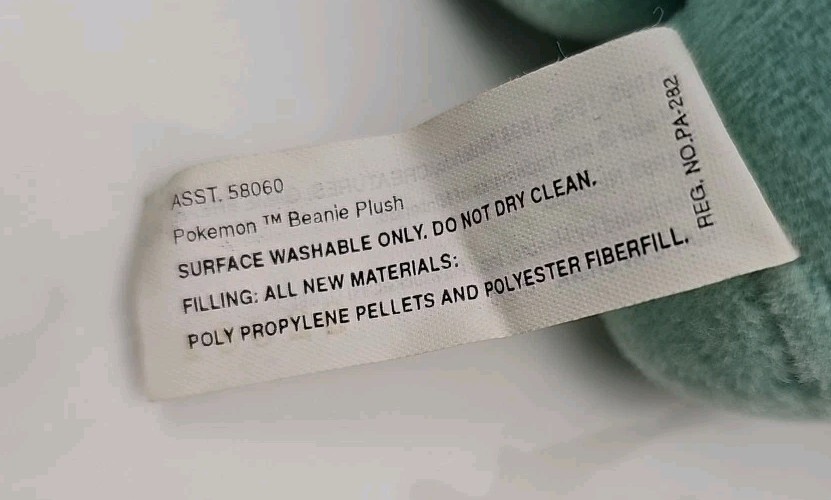 ASST. 58060
Pokemon ™ Beanie Plush
SURFACE WASHABLE ONLY. DO NOT DRY CLEAN.
FILLING: ALL NEW MATERIALS:
POLY PROPYLENE PELLETS AND POLYESTER FIBERFILL.
REG. NO.PA-282